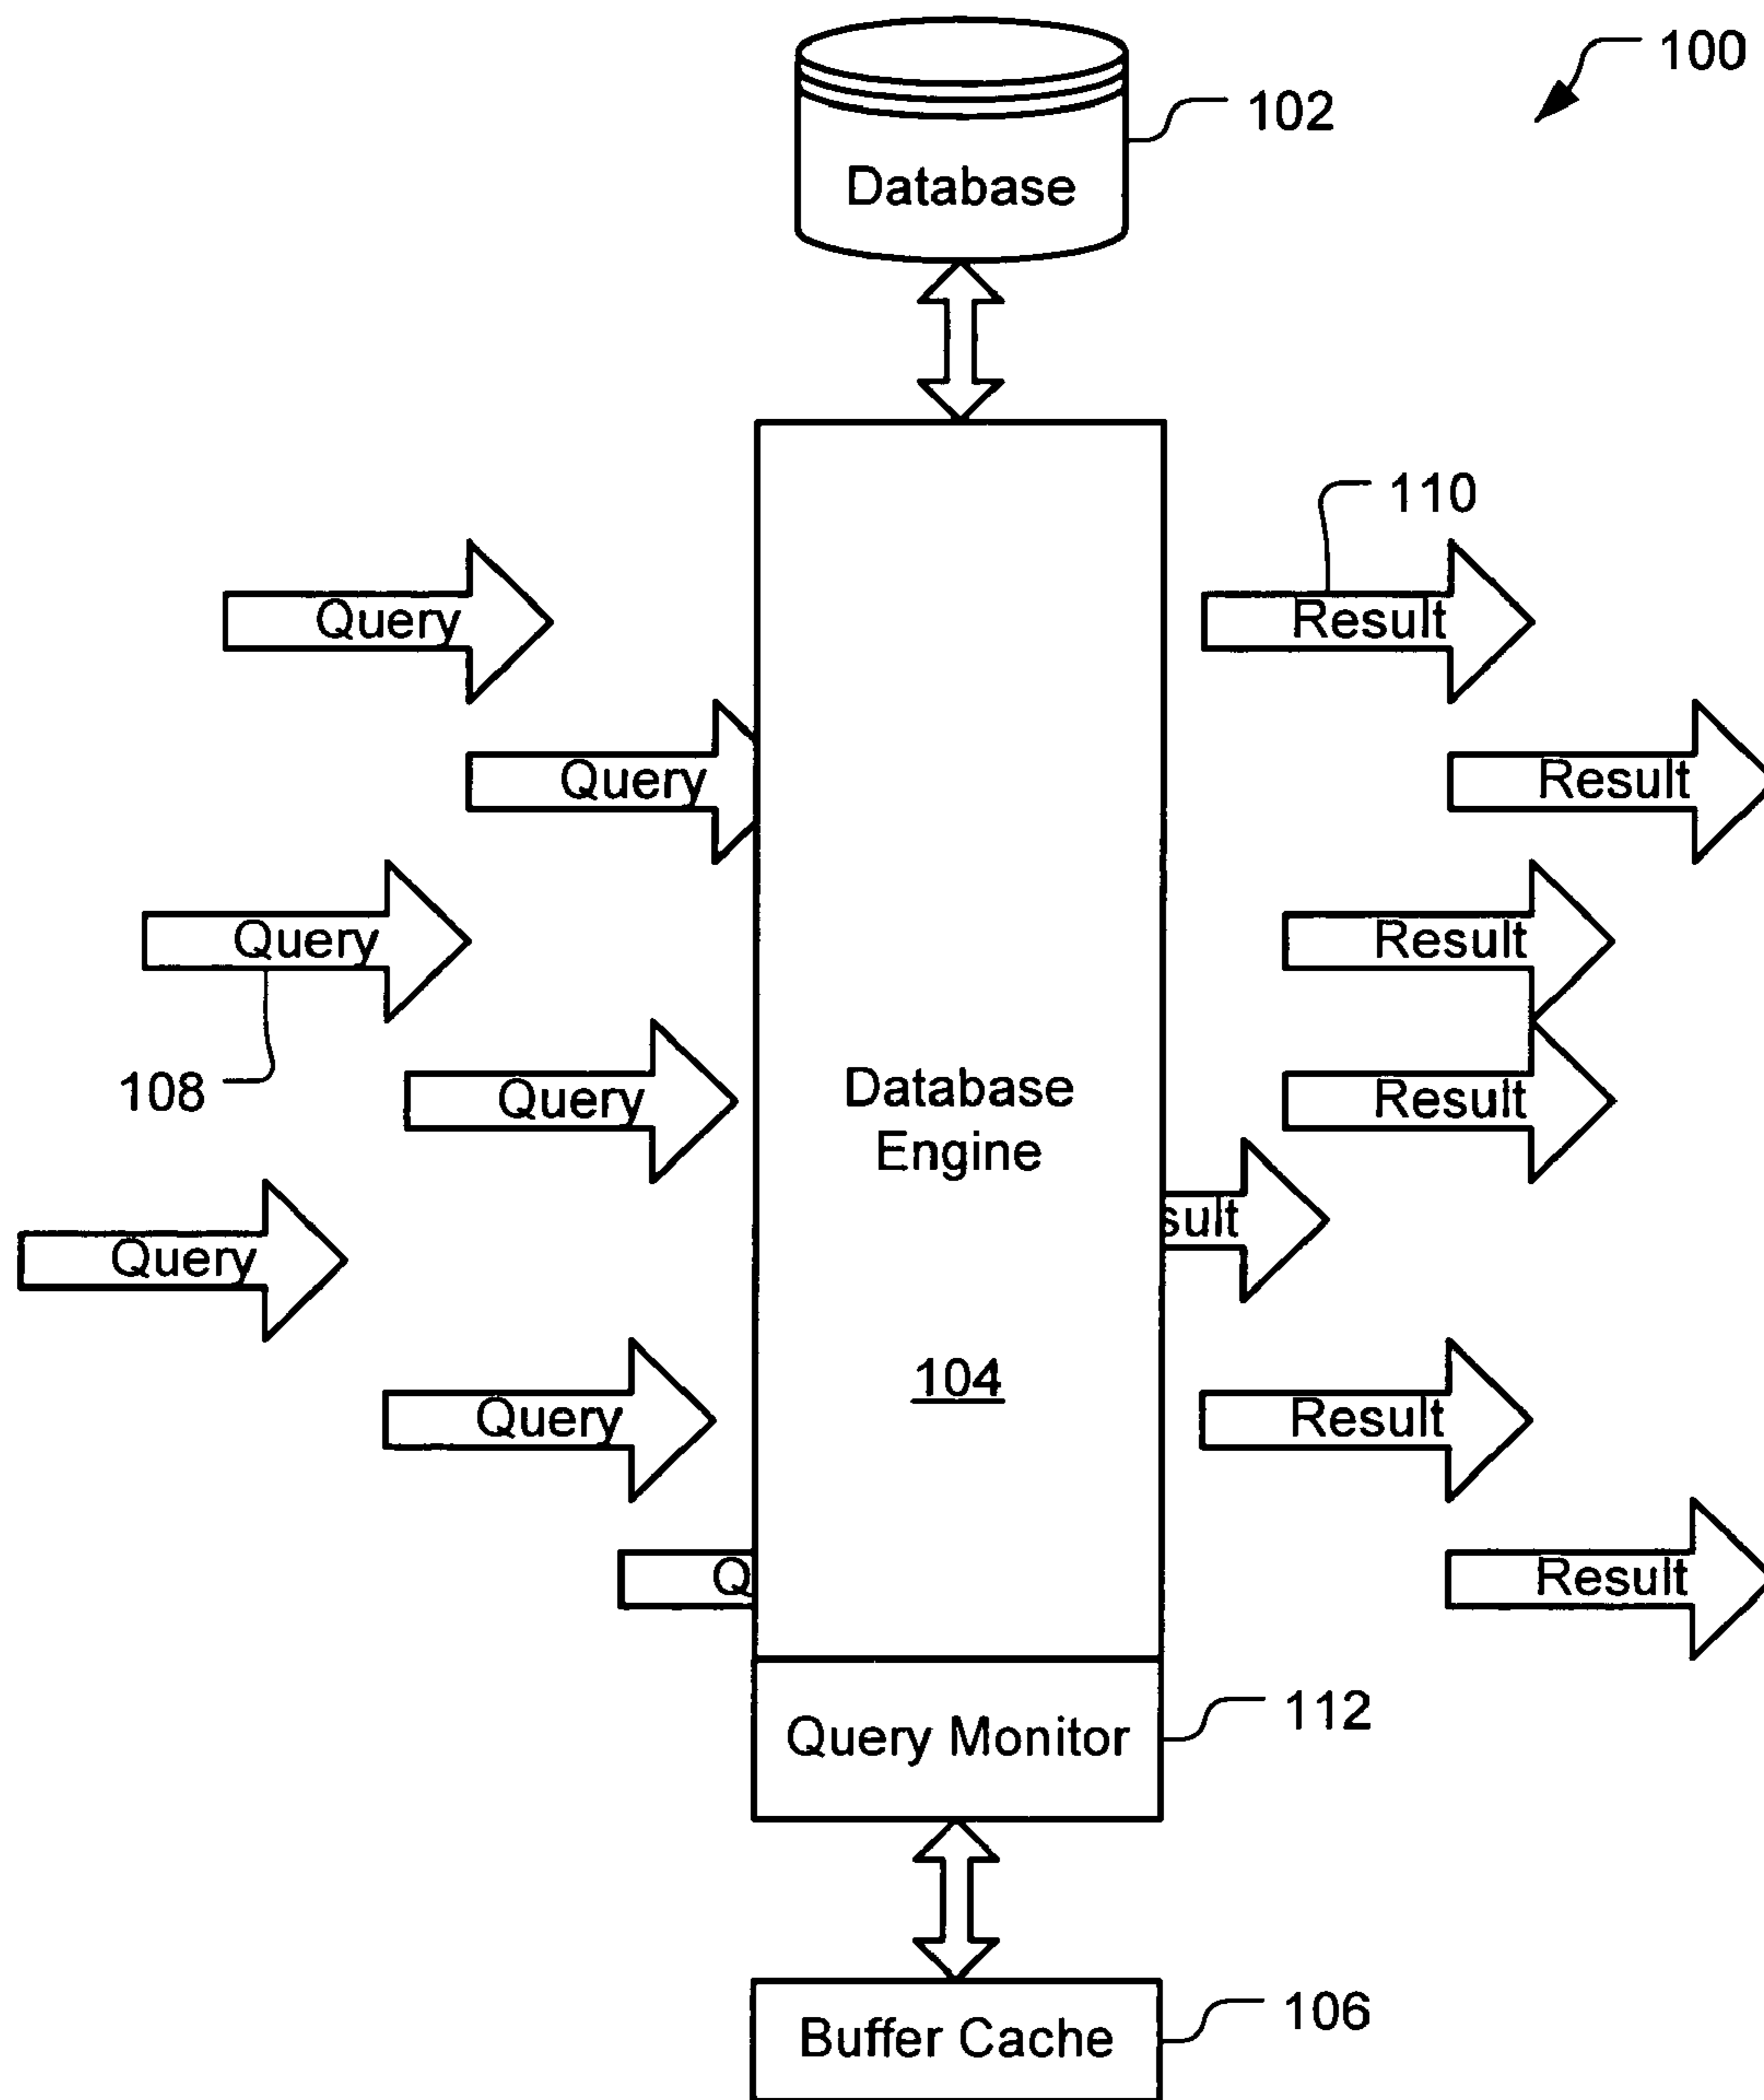 100
102
Database
110
Query
Result
Query
Result
Query
Result
108
Query
Database
Engine
Result
sult
Query
104
Query
Result
Q
Result
Query Monitor
112
Buffer Cache
106